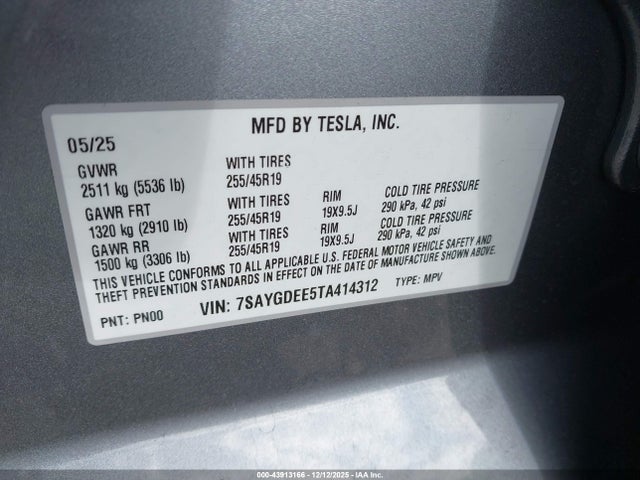 MFD BY TESLA, INC.
05/25
GVWR
2511 kg (5536 lb)
WITH TIRES
255/45R19
GAWR FRT
1320 kg (2910 lb)
WITH TIRES
255/45R19
RIM
19X9.5J
COLD TIRE PRESSURE
290 kPa, 42 psi
GAWR RR
1500 kg (3306 lb)
WITH TIRES
255/45R19
RIM
19X9.5J
COLD TIRE PRESSURE
290 kPa, 42 psi
THIS VEHICLE CONFORMS TO ALL APPLICABLE U.S. FEDERAL MOTOR VEHICLE SAFETY AND
THEFT PREVENTION STANDARDS IN EFFECT ON THE DATE OF MANUFACTURE SHOWN ABOVE.
PNT: PN00 VIN: 7SAYGDEE5TA414312 TYPE: MPV
000-43913166 - 12/12/2025 - IAA Inc.